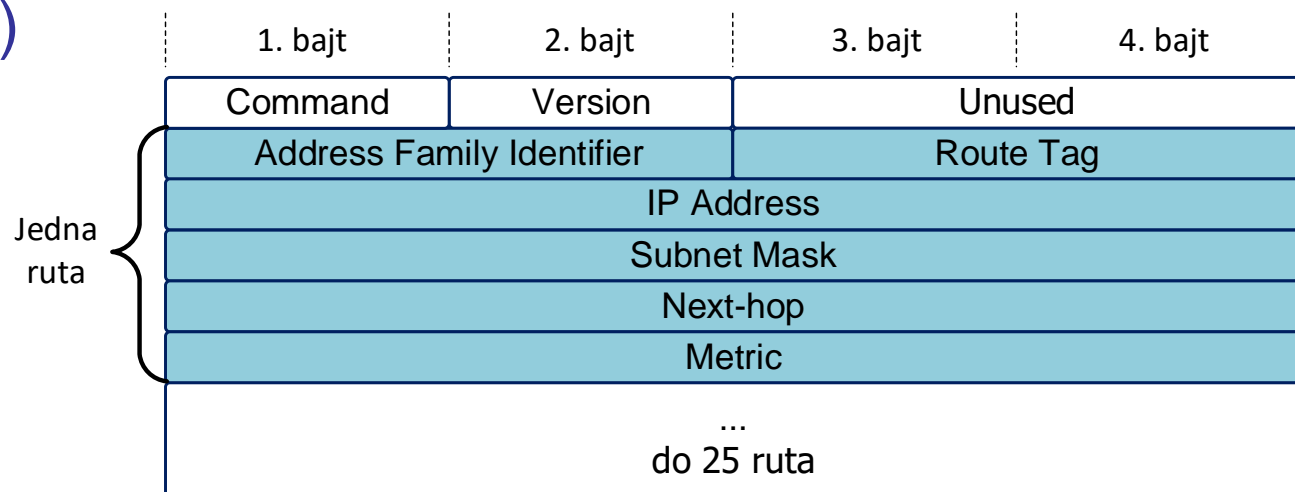 )
1. bajt 2. bajt 3. bajt 4. bajt
Command Version Unused
Address Family Identifier Route Tag
IP Address
Subnet Mask
Next-hop
Metric
Jedna
ruta
...
do 25 ruta